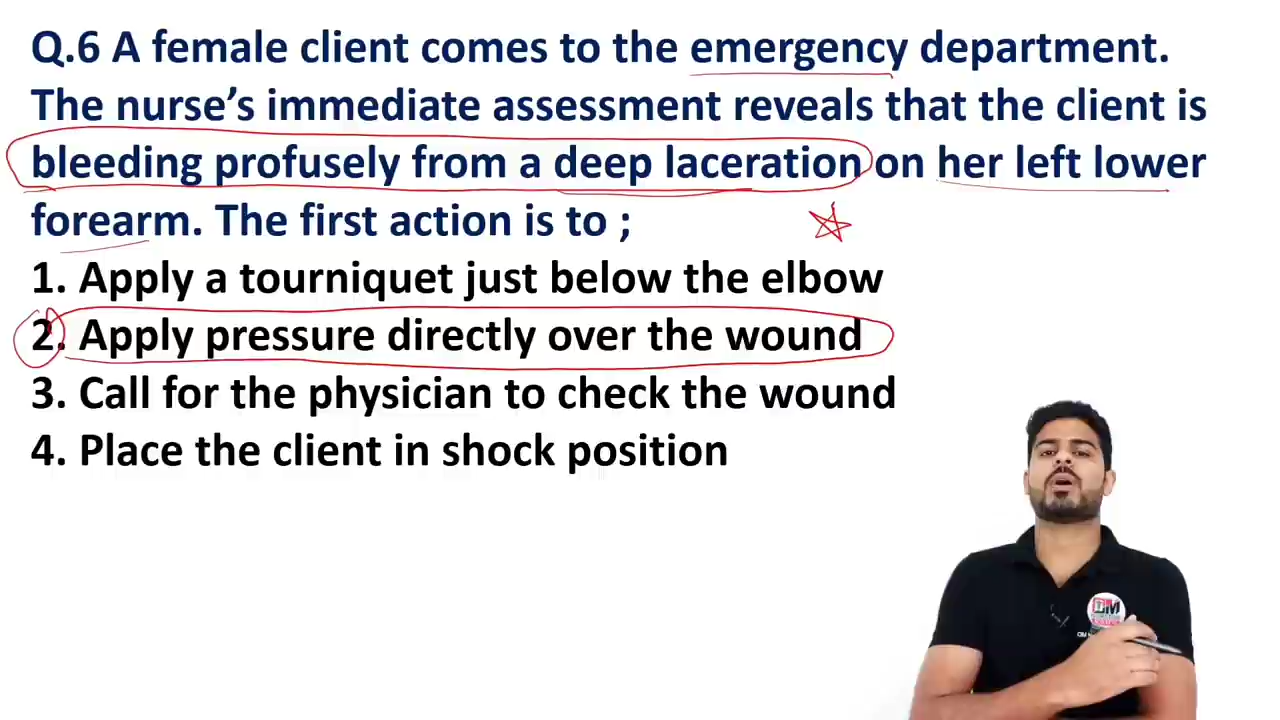 Q.6 A female client comes to the emergency department.
The nurse's immediate assessment reveals that the client is
bleeding profusely from a deep laceration on her left lower
forearm. The first action is to ;
1. Apply a tourniquet just below the elbow
2. Apply pressure directly over the wound
3. Call for the physician to check the wound
4. Place the client in shock position